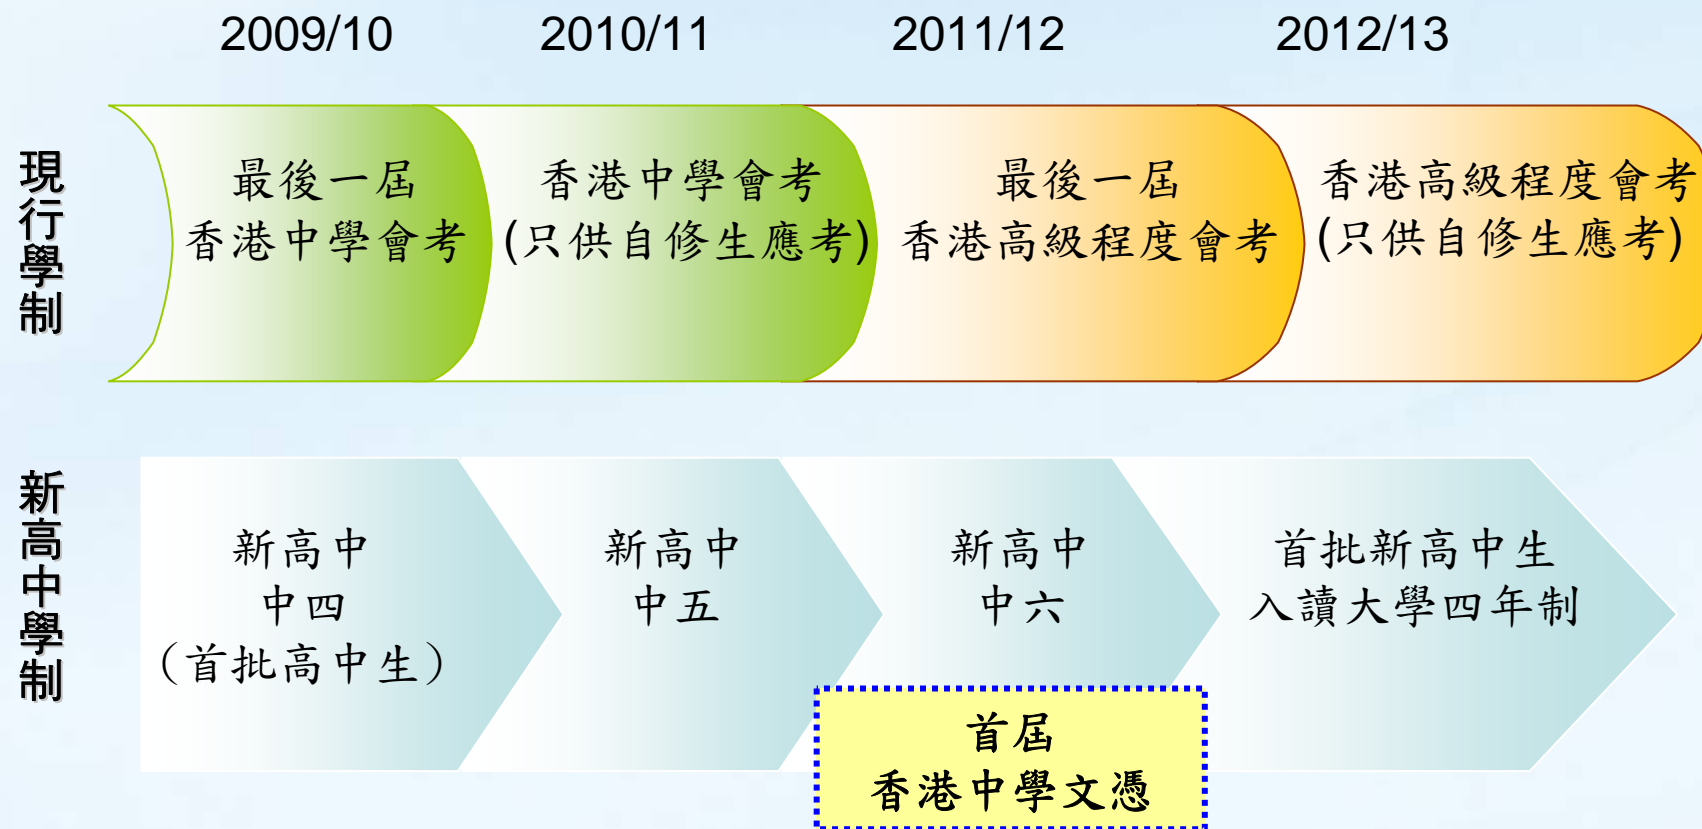 2009/10
2010/11
2011/12
2012/13
現行學制
最後一屆
香港中學會考
香港中學會考
(只供自修生應考)
最後一屆
香港高級程度會考
香港高級程度會考
(只供自修生應考)
新高中學制
新高中
中四
（首批高中生）
新高中
中五
新高中
中六
首屆
香港中學文憑
首批新高中生
入讀大學四年制